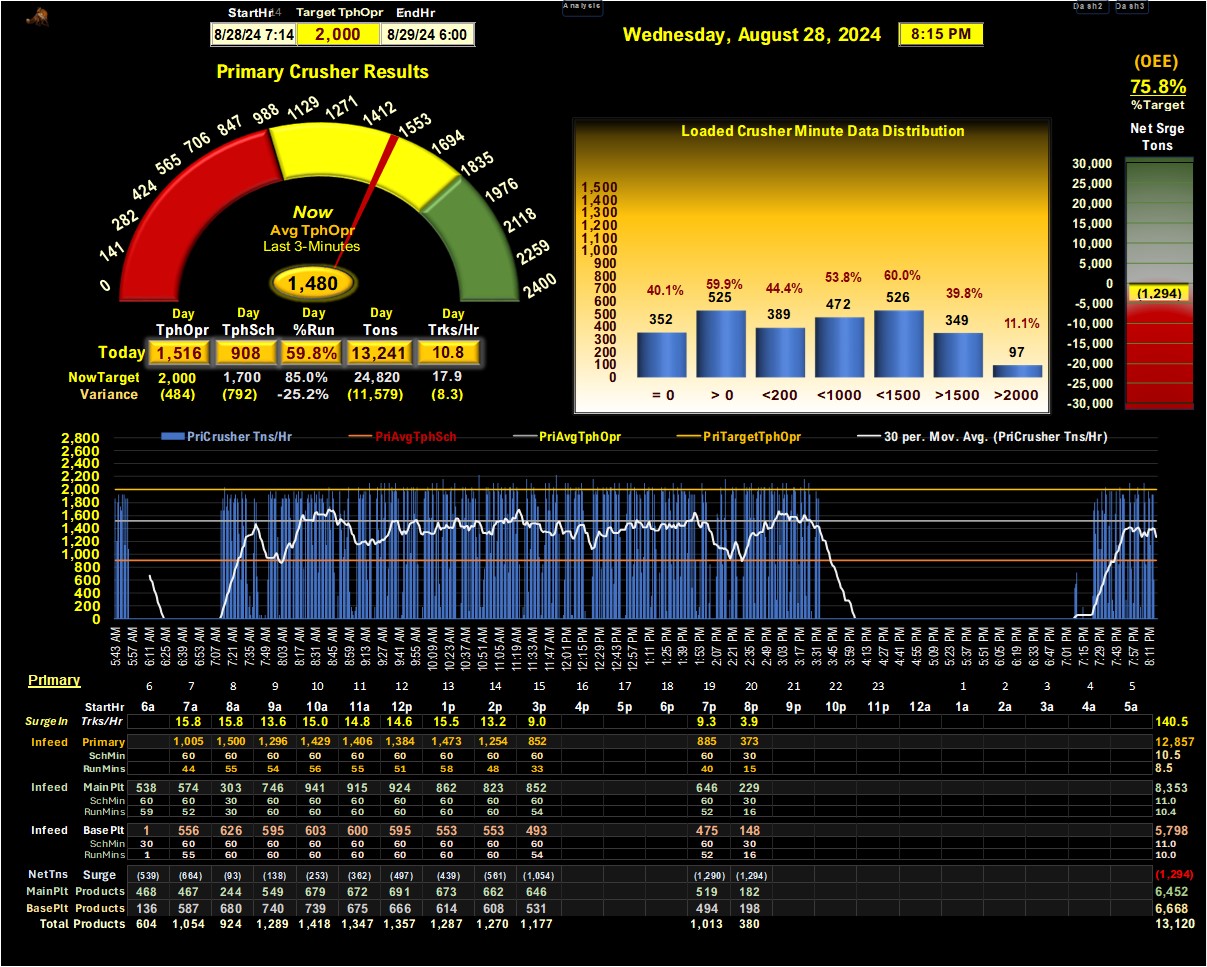 StartHr Target TphOpr EndHr
Analysis
Dash2 Dash3
8/28/24 7:14 2,000 8/29/24 6:00
Wednesday, August 28, 2024 8:15 PM
Primary Crusher Results
(OEE)
75.8%
%Target
Net Srge
Tons
0 141 282 424 565 706 847 988 1129 1271 1412 1553 1694 1835 1976 2118 2259 2400
Now
Avg TphOpr
Last 3-Minutes
1,480
Day Day Day Day Day
TphOpr TphSch %Run Tons Trks/Hr
Today 1,516 908 59.8% 13,241 10.8
NowTarget 2,000 1,700 85.0% 24,820 17.9
Variance (484) (792) -25.2% (11,579) (8.3)
Loaded Crusher Minute Data Distribution
1,500
1,400
1,300
1,200
1,100
1,000
900
800
700
600
500
400
300
200
100
0
40.1% 59.9% 44.4% 53.8% 60.0% 39.8% 11.1%
352 525 389 472 526 349 97
= 0 > 0 <200 <1000 <1500 >1500 >2000
30,000
25,000
20,000
15,000
10,000
5,000
0
(1,294)
-5,000
-10,000
-15,000
-20,000
-25,000
-30,000
PriCrusher Tns/Hr PriAvgTphSch PriAvgTphOpr PriTargetTphOpr 30 per. Mov. Avg. (PriCrusher Tns/Hr)
2,800
2,600
2,400
2,200
2,000
1,800
1,600
1,400
1,200
1,000
800
600
400
200
0
5:43 AM 5:57 AM 6:11 AM 6:25 AM 6:39 AM 6:53 AM 7:07 AM 7:21 AM 7:35 AM 7:49 AM 8:03 AM 8:17 AM 8:31 AM 8:45 AM 8:59 AM 9:13 AM 9:27 AM 9:41 AM 9:55 AM 10:09 AM 10:23 AM 10:37 AM 10:51 AM 11:05 AM 11:19 AM 11:33 AM 11:47 AM 12:01 PM 12:15 PM 12:29 PM 12:43 PM 12:57 PM 1:11 PM 1:25 PM 1:39 PM 1:53 PM 2:07 PM 2:21 PM 2:35 PM 2:49 PM 3:03 PM 3:17 PM 3:31 PM 3:45 PM 3:59 PM 4:13 PM 4:27 PM 4:41 PM 4:55 PM 5:09 PM 5:23 PM 5:37 PM 5:51 PM 6:05 PM 6:19 PM 6:33 PM 6:47 PM 7:01 PM 7:15 PM 7:29 PM 7:43 PM 7:57 PM 8:11 PM
Primary
6 7 8 9 10 11 12 13 14 15 16 17 18 19 20 21 22 23 1 2 3 4 5
StartHr 6a 7a 8a 9a 10a 11a 12p 1p 2p 3p 4p 5p 6p 7p 8p 9p 10p 11p 12a 1a 2a 3a 4a 5a
SurgeIn Trks/Hr 15.8 15.8 13.6 15.0 14.8 14.6 15.5 13.2 9.0 9.3 3.9 140.5
Infeed Primary 1,005 1,500 1,296 1,429 1,406 1,384 1,473 1,254 852 885 373 12,857
SchMin 60 60 60 60 60 60 60 60 60 60 30 10.5
RunMins 44 55 54 56 55 51 58 48 33 40 15 8.5
Infeed MainPlt 538 574 303 746 941 915 924 862 823 852 646 229 8,353
SchMin 60 60 30 60 60 60 60 60 60 60 60 30 11.0
RunMins 59 52 30 60 60 60 60 60 60 54 52 16 10.4
Infeed BasePlt 1 556 626 595 603 600 595 553 553 493 475 148 5,798
SchMin 30 60 60 60 60 60 60 60 60 60 60 30 11.0
RunMins 1 55 60 60 60 60 60 60 60 54 52 16 10.0
NetTns Surge (539) (664) (93) (138) (253) (362) (497) (439) (561) (1,054) (1,290) (1,294) (1,294)
MainPlt Products 468 467 244 549 679 672 691 673 662 646 519 182 6,452
BasePlt Products 136 587 680 740 739 675 666 614 608 531 494 198 6,668
Total Products 604 1,054 924 1,289 1,418 1,347 1,357 1,287 1,270 1,177 1,013 380 13,120